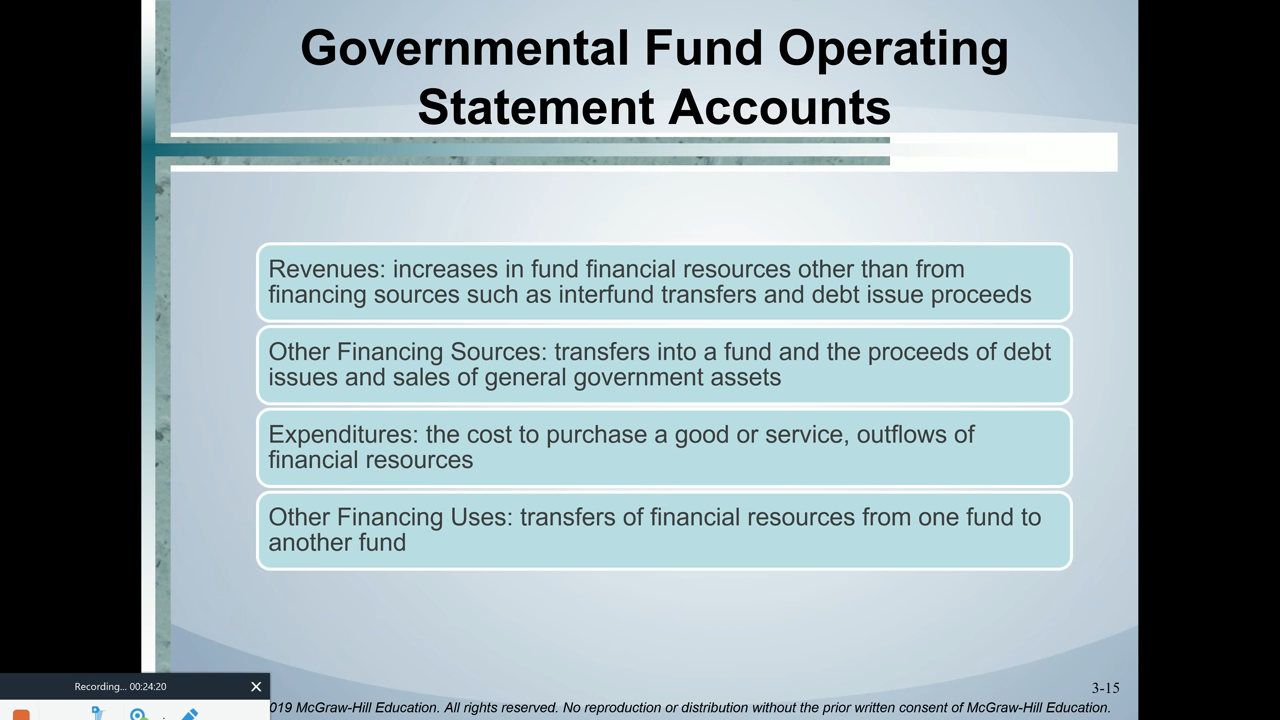 Governmental Fund Operating
Statement Accounts
Revenues: increases in fund financial resources other than from
financing sources such as interfund transfers and debt issue proceeds
Other Financing Sources: transfers into a fund and the proceeds of debt
issues and sales of general government assets
Expenditures: the cost to purchase a good or service, outflows of
financial resources
Other Financing Uses: transfers of financial resources from one fund to
another fund
3-15
Recording... 00:24:20
019 McGraw-Hill Education. All rights reserved. No reproduction or distribution without the prior written consent of McGraw-Hill Education.